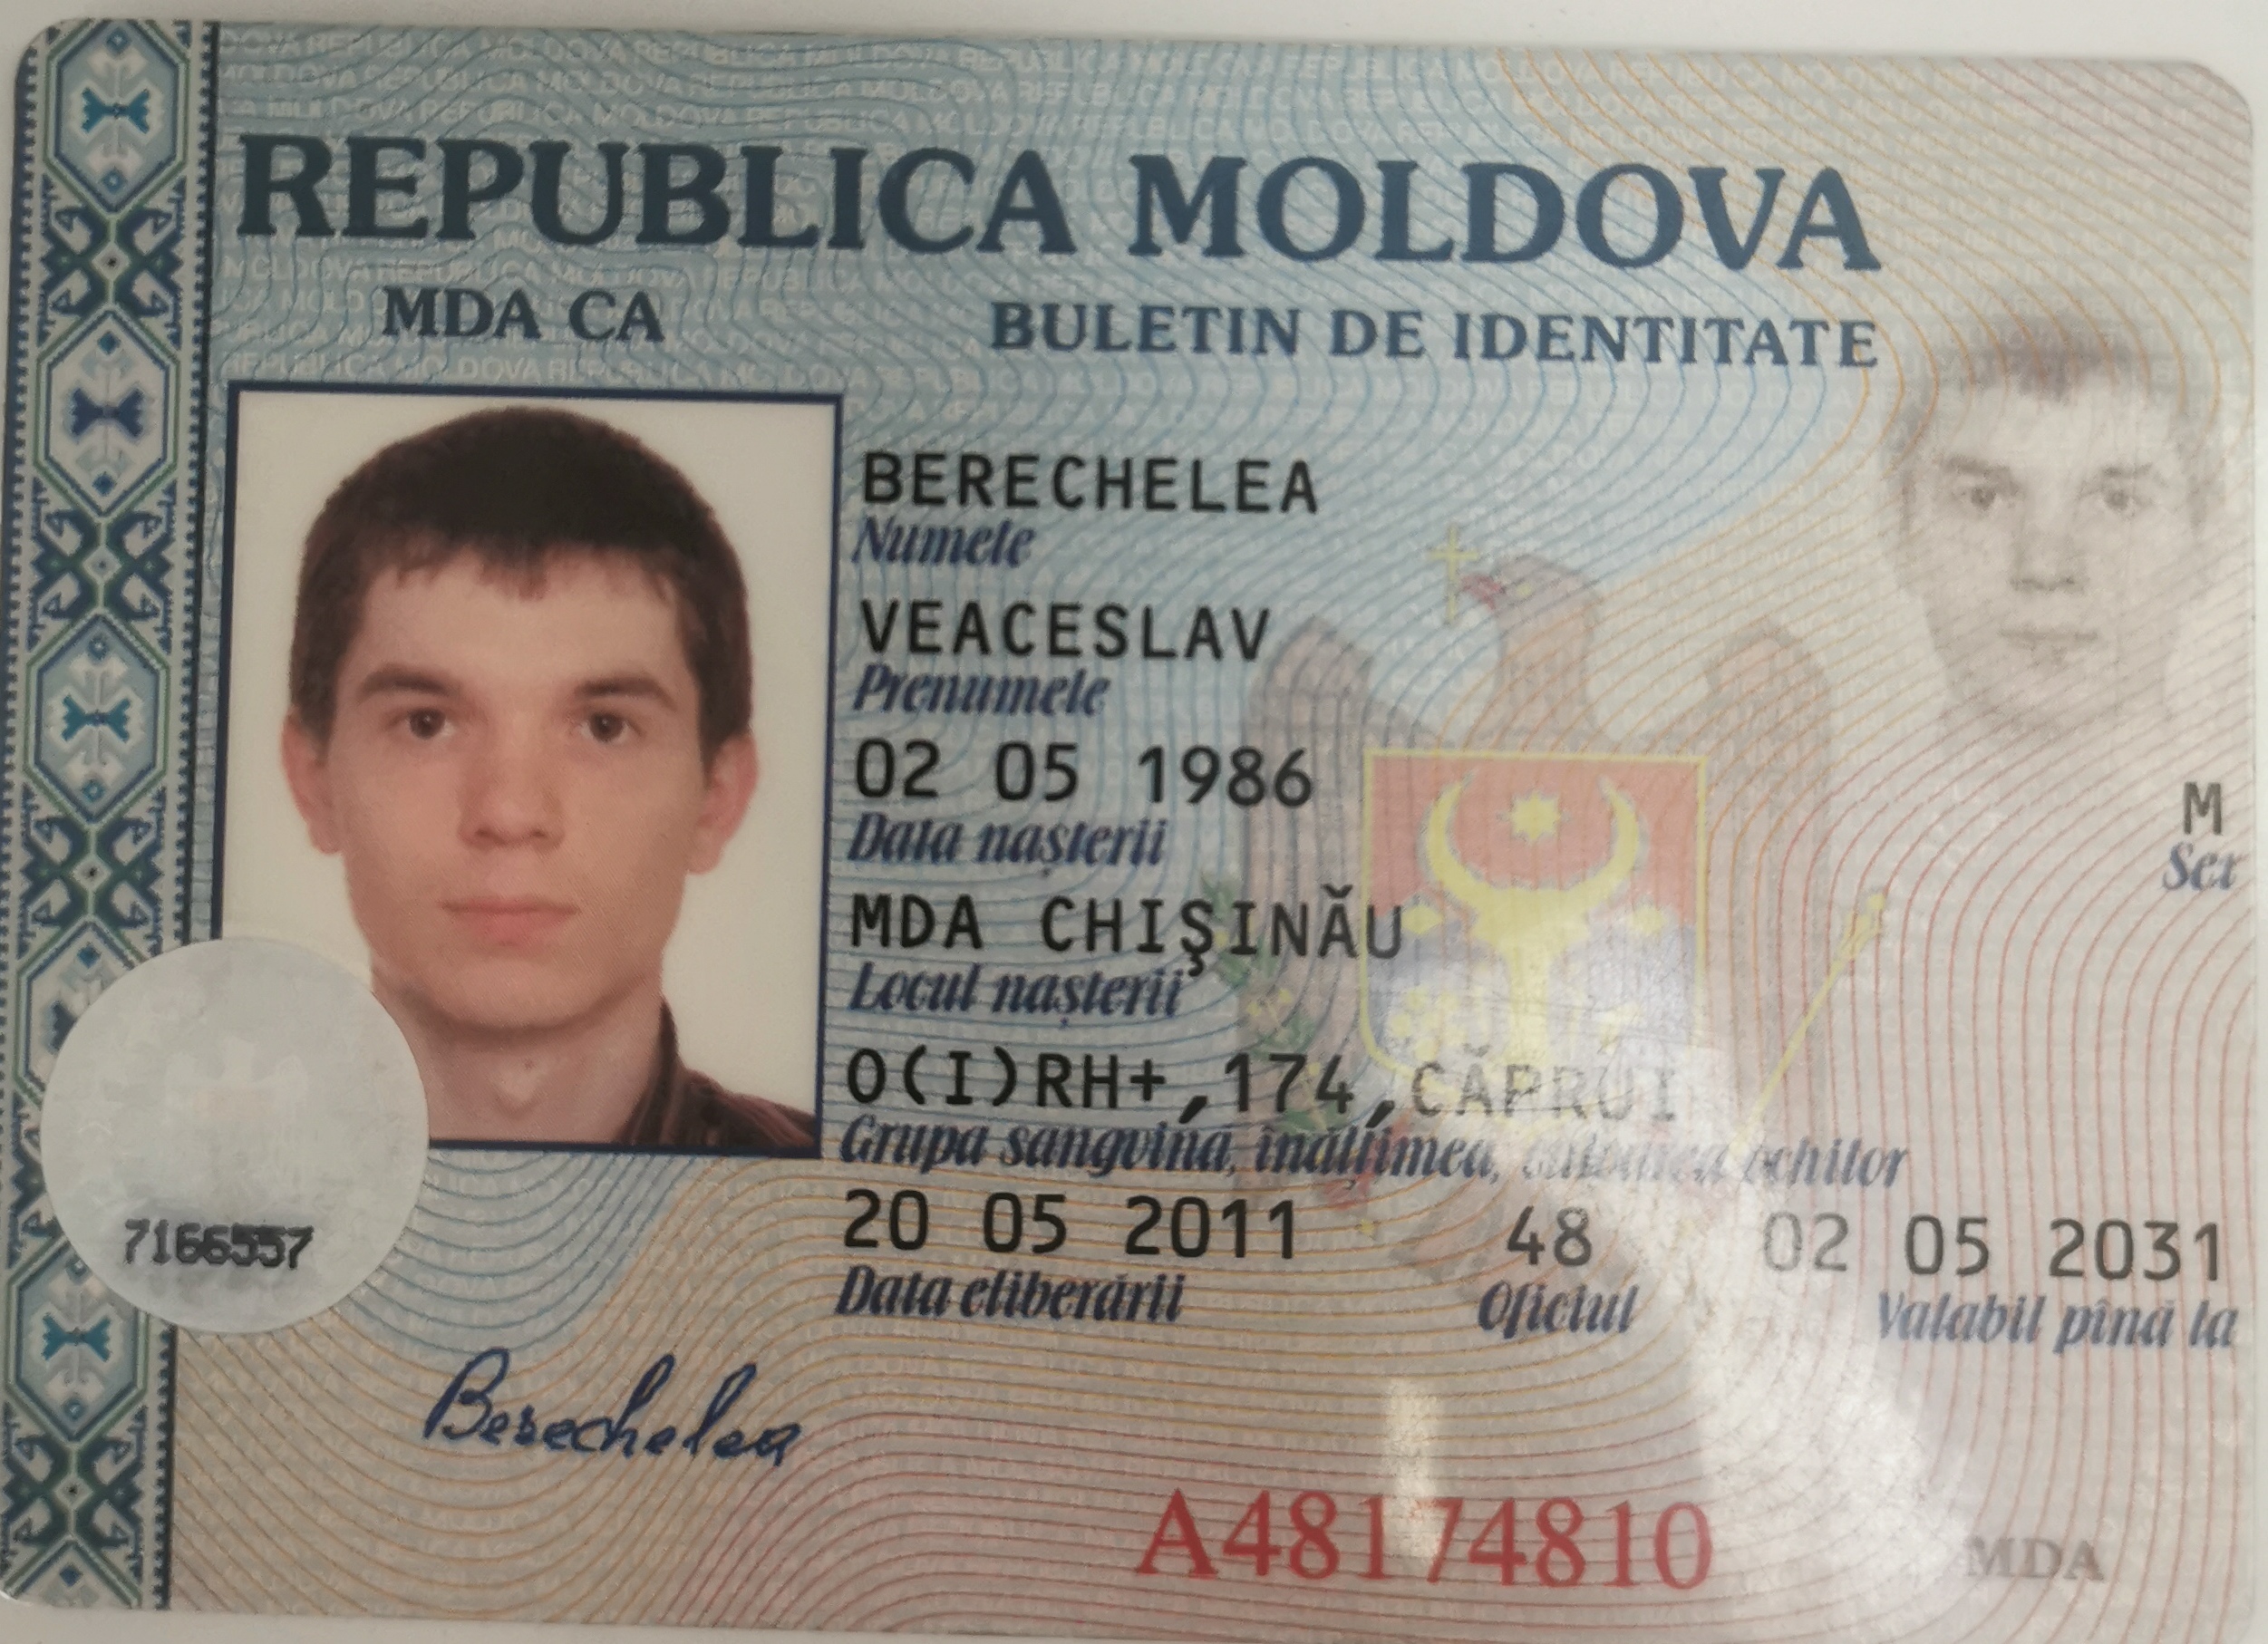 REPUBLICA MOLDOVA
MDA CA BULETIN DE IDENTITATE
BERECHELEA
Numele
VEACESLAV
Prenumele
02 05 1986
Data nașterii
M
Sex
MDA CHIŞINĂU
Locul nașterii
O(I)RH+,174,CĂPRUI
Grupa sangvină, înălțimea, culoarea ochilor
20 05 2011 48 02 05 2031
Data eliberării Oficiul Valabil pînă la
7166557
Berechelea
A48174810 MDA